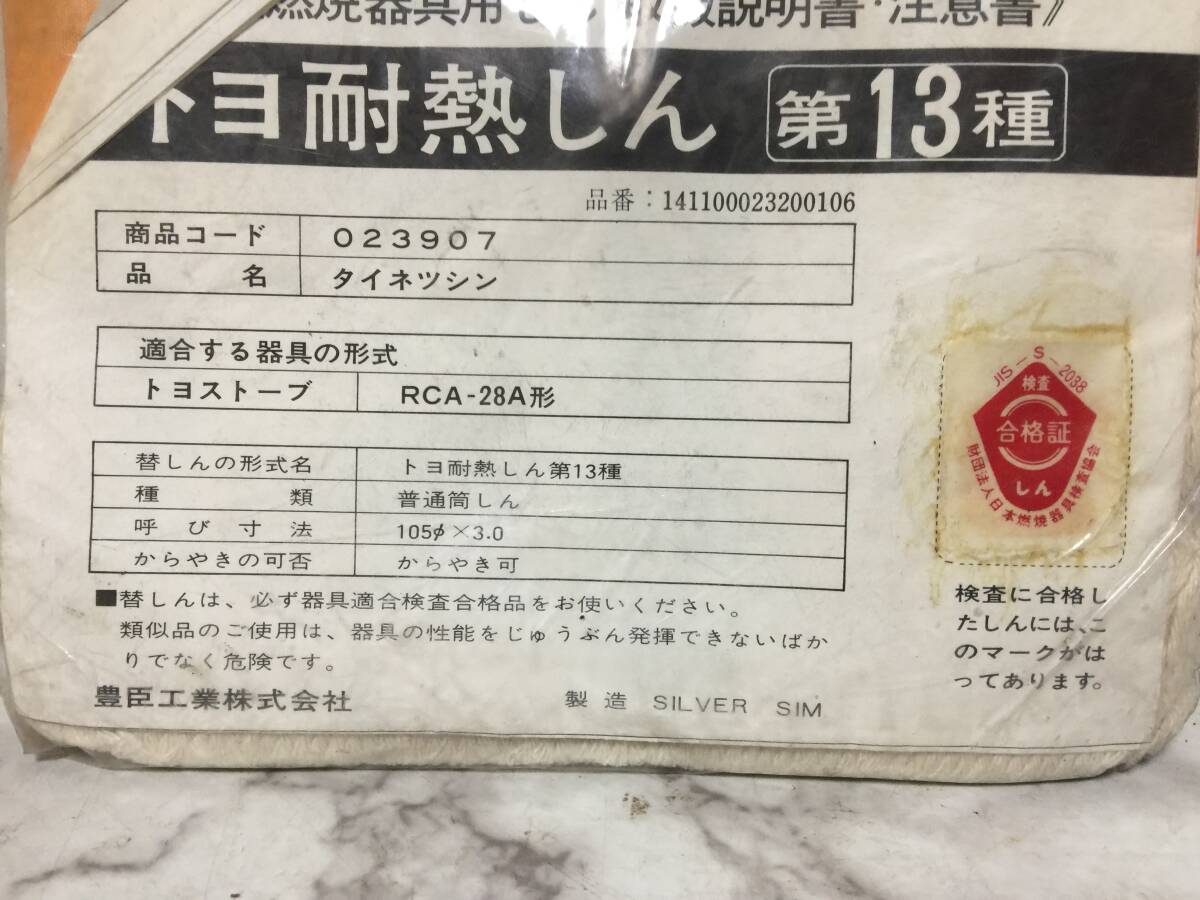 燃焼器具用
説明書・注意書》
トヨ耐熱しん 第13種
品番：141100023200106
商品コード 023907
品名 タイネツシン
適合する器具の形式
トヨストーブ RCA-28A形
替しんの形式名 トヨ耐熱しん第13種
種類 普通筒しん
呼び寸法 105φ×3.0
からやきの可否 からやき可
■替しんは、必ず器具適合検査合格品をお使いください。
類似品のご使用は、器具の性能をじゅうぶん発揮できないばか
りでなく危険です。
豊臣工業株式会社 製造 SILVER SIM
JIS-S-2038
検査
合格証
しん
財団法人日本燃焼器具検査協会
検査に合格し
たしんには、こ
のマークがは
ってあります。